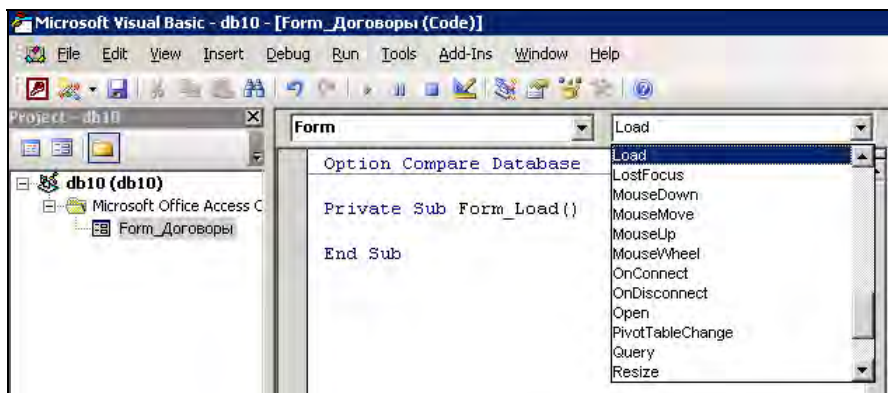 Microsoft Visual Basic - db10 - [Form_Договоры (Code)]
File Edit View Insert Debug Run Tools Add-Ins Window Help
Project - db10
Form
Load
db10 (db10)
Microsoft Office Access C
Form_Договоры
Option Compare Database
Private Sub Form_Load()
End Sub
Load
LostFocus
MouseDown
MouseMove
MouseUp
MouseWheel
OnConnect
OnDisconnect
Open
PivotTableChange
Query
Resize